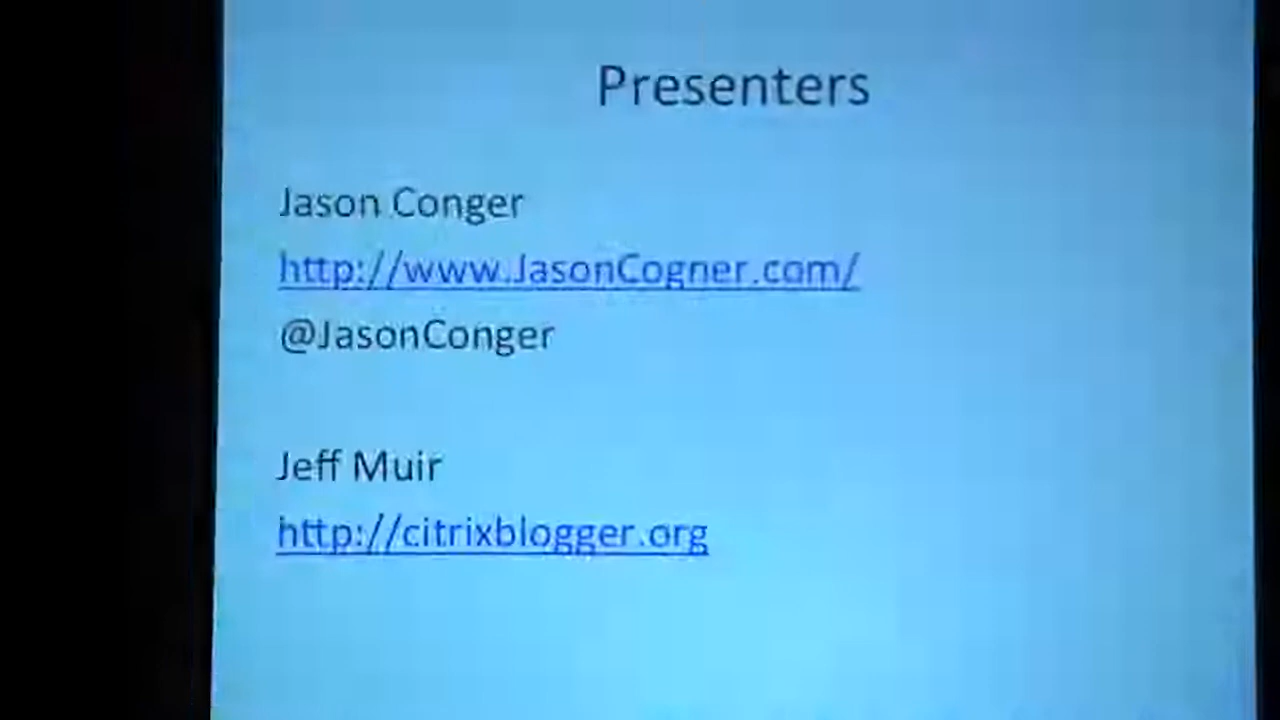 Presenters
Jason Conger
http://www.JasonCogner.com/
@JasonConger
Jeff Muir
http://citrixblogger.org